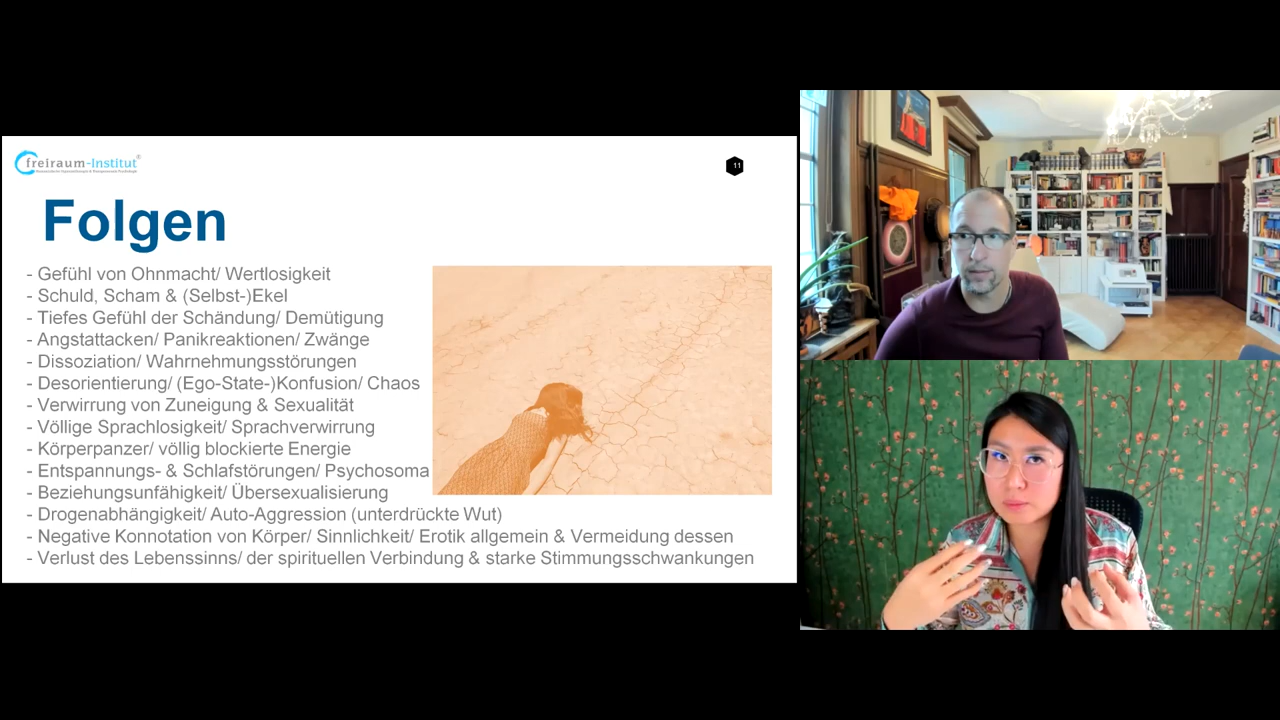 freiraum-Institut®
11
Folgen
- Gefühl von Ohnmacht/ Wertlosigkeit
- Schuld, Scham & (Selbst-)Ekel
- Tiefes Gefühl der Schändung/ Demütigung
- Angstattacken/ Panikreaktionen/ Zwänge
- Dissoziation/ Wahrnehmungsstörungen
- Desorientierung/ (Ego-State-)Konfusion/ Chaos
- Verwirrung von Zuneigung & Sexualität
- Völlige Sprachlosigkeit/ Sprachverwirrung
- Körperpanzer/ völlig blockierte Energie
- Entspannungs- & Schlafstörungen/ Psychosoma
- Beziehungsunfähigkeit/ Übersexualisierung
- Drogenabhängigkeit/ Auto-Aggression (unterdrückte Wut)
- Negative Konnotation von Körper/ Sinnlichkeit/ Erotik allgemein & Vermeidung dessen
- Verlust des Lebenssinns/ der spirituellen Verbindung & starke Stimmungsschwankungen